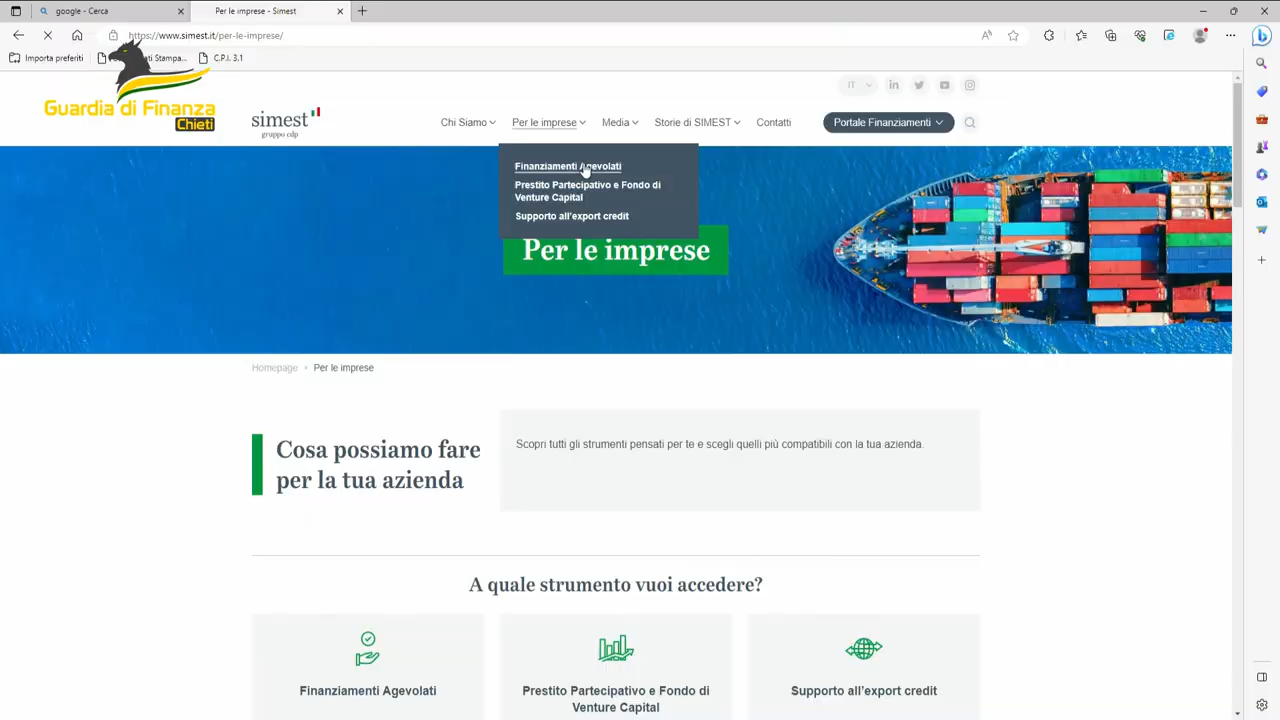 google - Cerca
Per le imprese - Simest
https://www.simest.it/per-le-imprese/
Importa preferiti
Stampa...
C.P.I. 3.1
Guardia di Finanza
Chieti
simest
gruppo cdp
IT
Chi Siamo
Per le imprese
Media
Storie di SIMEST
Contatti
Portale Finanziamenti
Finanziamenti Agevolati
Prestito Partecipativo e Fondo di
Venture Capital
Supporto all'export credit
Per le imprese
Homepage
Per le imprese
Cosa possiamo fare
per la tua azienda
Scopri tutti gli strumenti pensati per te e scegli quelli più compatibili con la tua azienda.
A quale strumento vuoi accedere?
Finanziamenti Agevolati
Prestito Partecipativo e Fondo di
Venture Capital
Supporto all'export credit